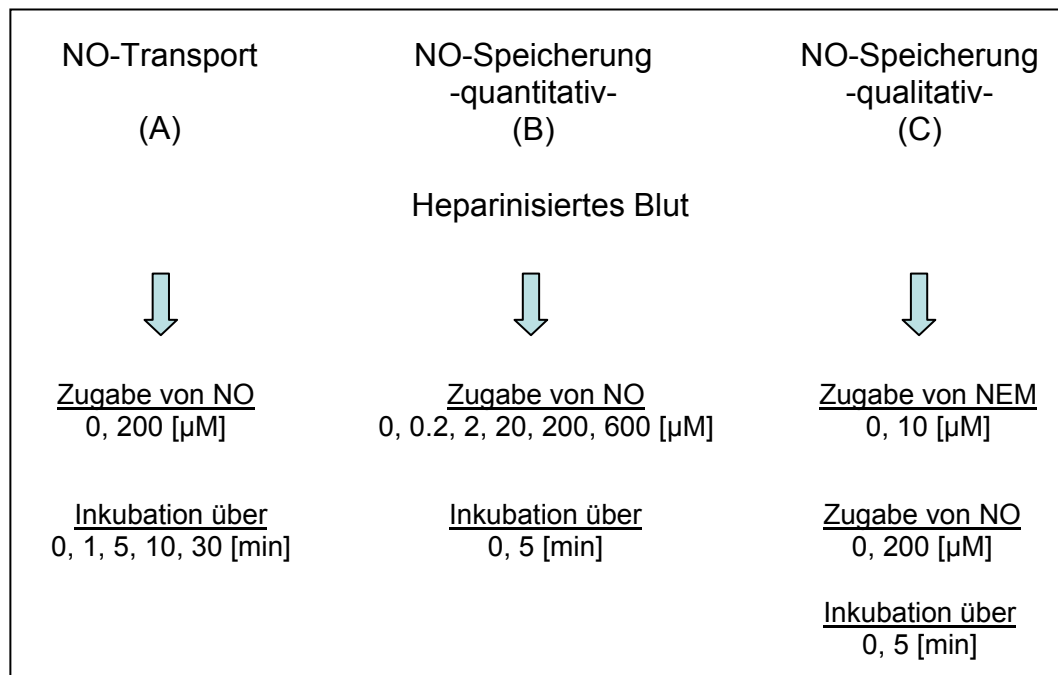 NO-Transport
(A)
NO-Speicherung
-quantitativ-
(B)
NO-Speicherung
-qualitativ-
(C)
Heparinisiertes Blut
Zugabe von NO
0, 200 [µM]
Inkubation über
0, 1, 5, 10, 30 [min]
Zugabe von NO
0, 0.2, 2, 20, 200, 600 [µM]
Inkubation über
0, 5 [min]
Zugabe von NEM
0, 10 [µM]
Zugabe von NO
0, 200 [µM]
Inkubation über
0, 5 [min]